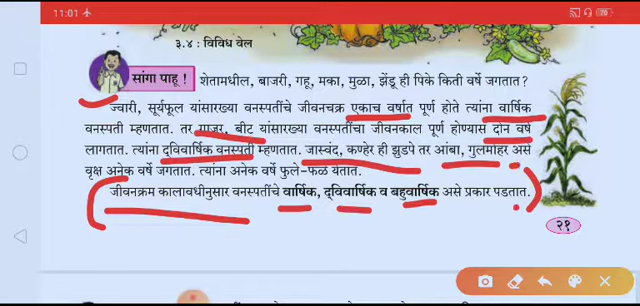 11:01
70
३.४ : विविध वेल
सांगा पाहू !
शेतामधील, बाजरी, गहू, मका, मुळा, झेंडू ही पिके किती वर्षे जगतात ?
ज्वारी, सूर्यफूल यांसारख्या वनस्पतींचे जीवनचक्र एकाच वर्षात पूर्ण होते त्यांना वार्षिक
वनस्पती म्हणतात. तर गाजर, बीट यांसारख्या वनस्पतींचा जीवनकाल पूर्ण होण्यास दोन वर्षे
लागतात. त्यांना द्विवार्षिक वनस्पती म्हणतात. जास्वंद, कण्हेर ही झुडपे तर आंबा, गुलमोहर असे
वृक्ष अनेक वर्षे जगतात. त्यांना अनेक वर्षे फुले-फळे येतात.
जीवनक्रम कालावधीनुसार वनस्पतींचे वार्षिक, द्विवार्षिक व बहुवार्षिक असे प्रकार पडतात.
२१